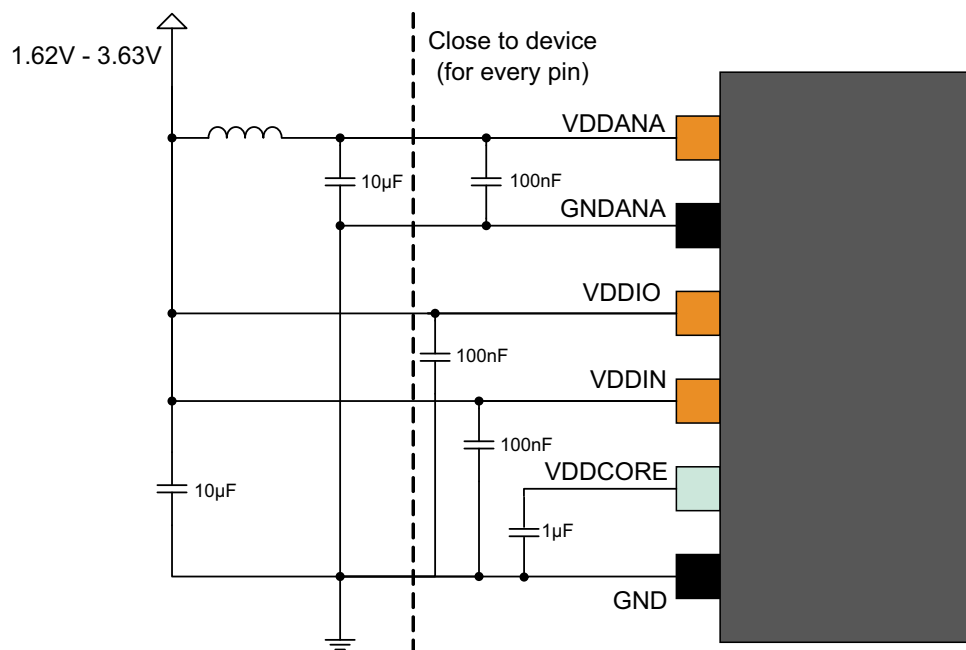 1.62V - 3.63V
Close to device
(for every pin)
VDDANA
10µF
100nF
GNDANA
VDDIO
100nF
VDDIN
100nF
VDDCORE
10µF
1µF
GND